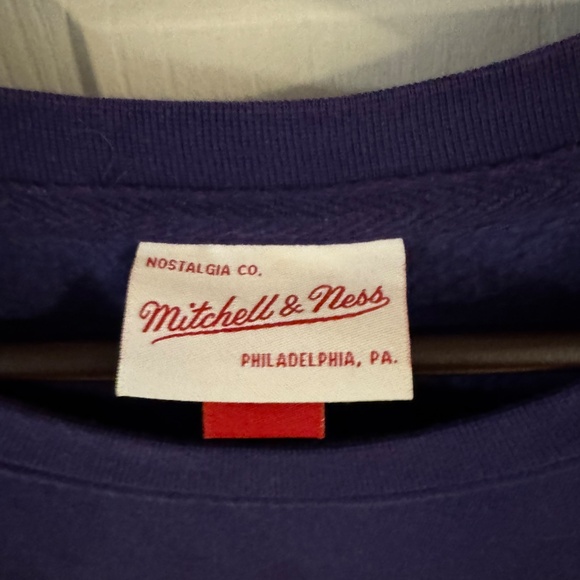 NOSTALGIA CO.
Mitchell & Ness
PHILADELPHIA, PA.